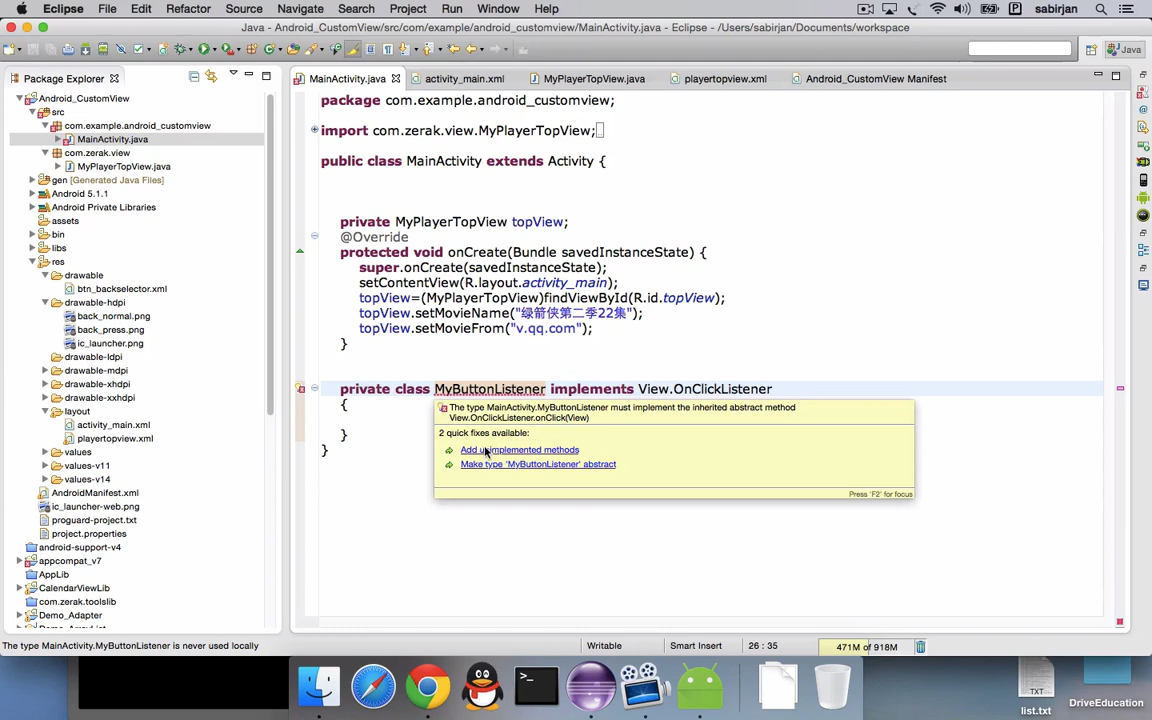 Eclipse File Edit Refactor Source Navigate Search Project Run Window Help sabirjan
Java - Android_CustomView/src/com/example/android_customview/MainActivity.java - Eclipse - /Users/sabirjan/Documents/workspace
Java
Package Explorer
MainActivity.java activity_main.xml MyPlayerTopView.java playertopview.xml Android_CustomView Manifest
Android_CustomView
src
com.example.android_customview
MainActivity.java
com.zerak.view
MyPlayerTopView.java
gen [Generated Java Files]
Android 5.1.1
Android Private Libraries
assets
bin
libs
res
drawable
btn_backselector.xml
drawable-hdpi
back_normal.png
back_press.png
ic_launcher.png
drawable-ldpi
drawable-mdpi
drawable-xhdpi
drawable-xxhdpi
layout
activity_main.xml
playertopview.xml
values
values-v11
values-v14
AndroidManifest.xml
ic_launcher-web.png
proguard-project.txt
project.properties
android-support-v4
appcompat_v7
AppLib
CalendarViewLib
com.zerak.toolslib
Demo_Adapter
package com.example.android_customview;
import com.zerak.view.MyPlayerTopView;
public class MainActivity extends Activity {
private MyPlayerTopView topView;
@Override
protected void onCreate(Bundle savedInstanceState) {
super.onCreate(savedInstanceState);
setContentView(R.layout.activity_main);
topView=(MyPlayerTopView)findViewById(R.id.topView);
topView.setMovieName("绿箭侠第二季22集");
topView.setMovieFrom("v.qq.com");
}
private class MyButtonListener implements View.OnClickListener
{
}
}
The type MainActivity.MyButtonListener must implement the inherited abstract method
View.OnClickListener.onClick(View)
2 quick fixes available:
Add unimplemented methods
Make type 'MyButtonListener' abstract
Press 'F2' for focus
The type MainActivity.MyButtonListener is never used locally
Writable Smart Insert 26 : 35 471M of 918M
TXT
list.txt
DriveEducation